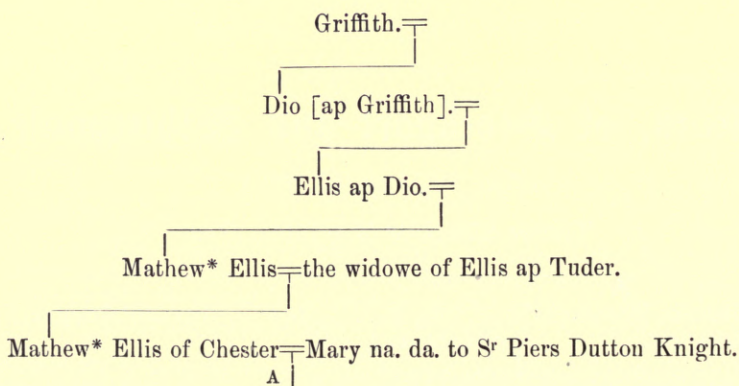 Griffith.
Dio [ap Griffith].
Ellis ap Dio.
Mathew* Ellis=the widowe of Ellis ap Tuder.
Mathew* Ellis of Chester=Mary na. da. to Sʳ Piers Dutton Knight.
A